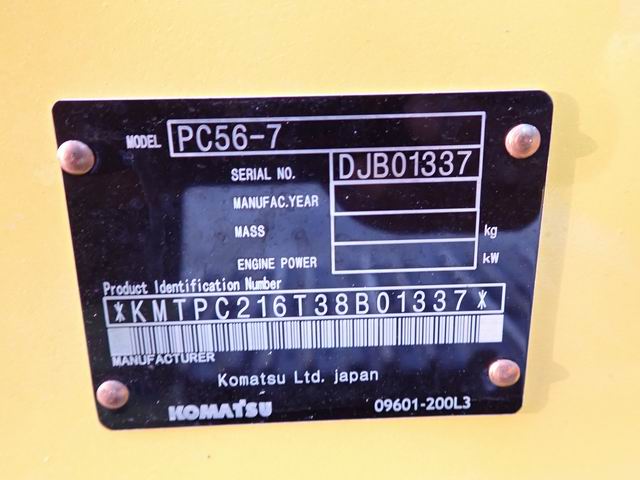 MODEL PC56-7
SERIAL NO. DJB01337
MANUFAC.YEAR
MASS kg
ENGINE POWER kW
Product Identification Number
*KMTPC216T38B01337*
MANUFACTURER
Komatsu Ltd. japan
KOMATSU 09601-200L3